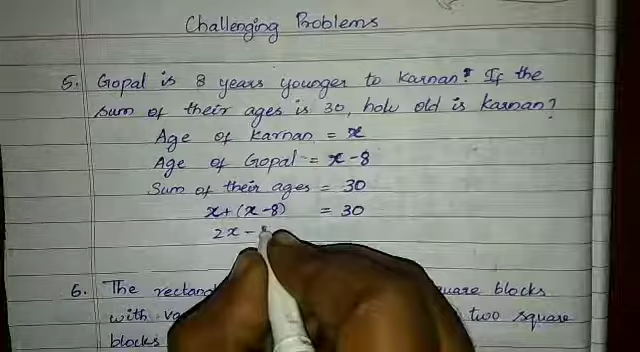 Challenging Problems
5. Gopal is 8 years younger to Karnan. If the
sum of their ages is 30, how old is Karnan?
Age of Karnan = x
Age of Gopal = x - 8
Sum of their ages = 30
x + (x - 8) = 30
2x -
6. The square blocks
with two square
blocks